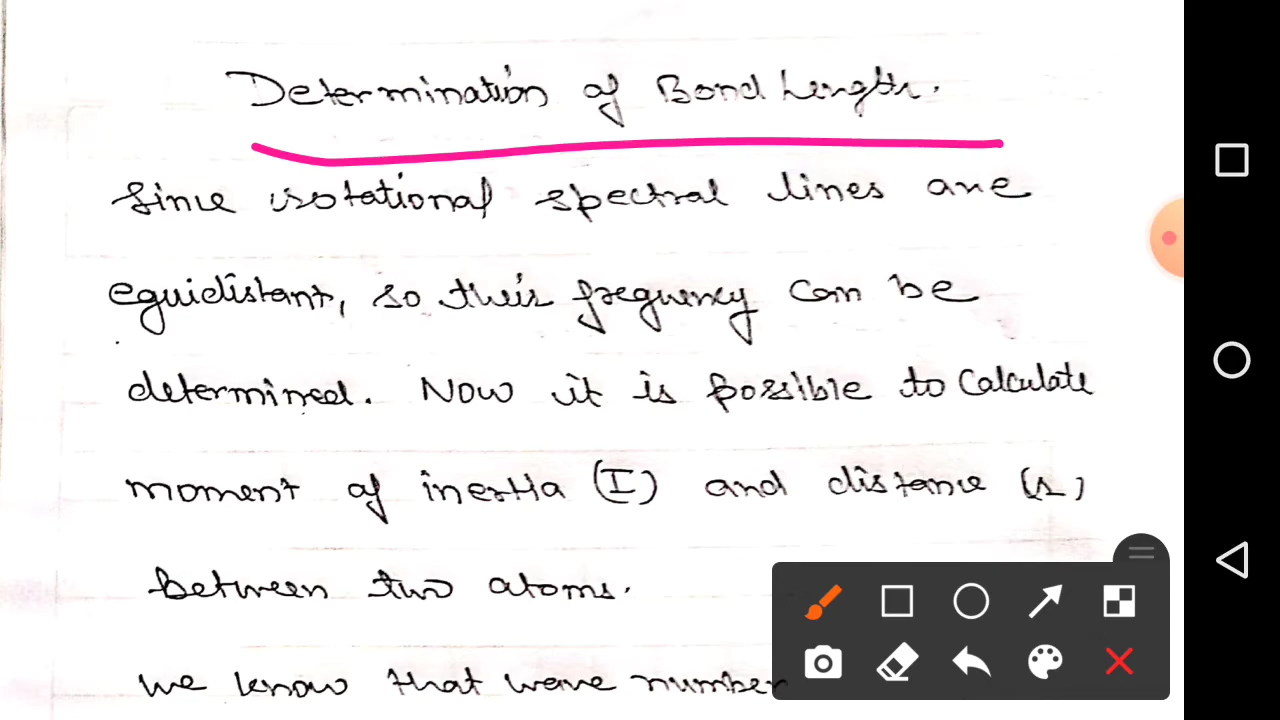 Determination of Bond Length.
Since rotational spectral lines are
equidistant, so their frequency can be
determined. Now it is possible to Calculate
moment of inertia (I) and distance (r)
between two atoms.
we know that wave number